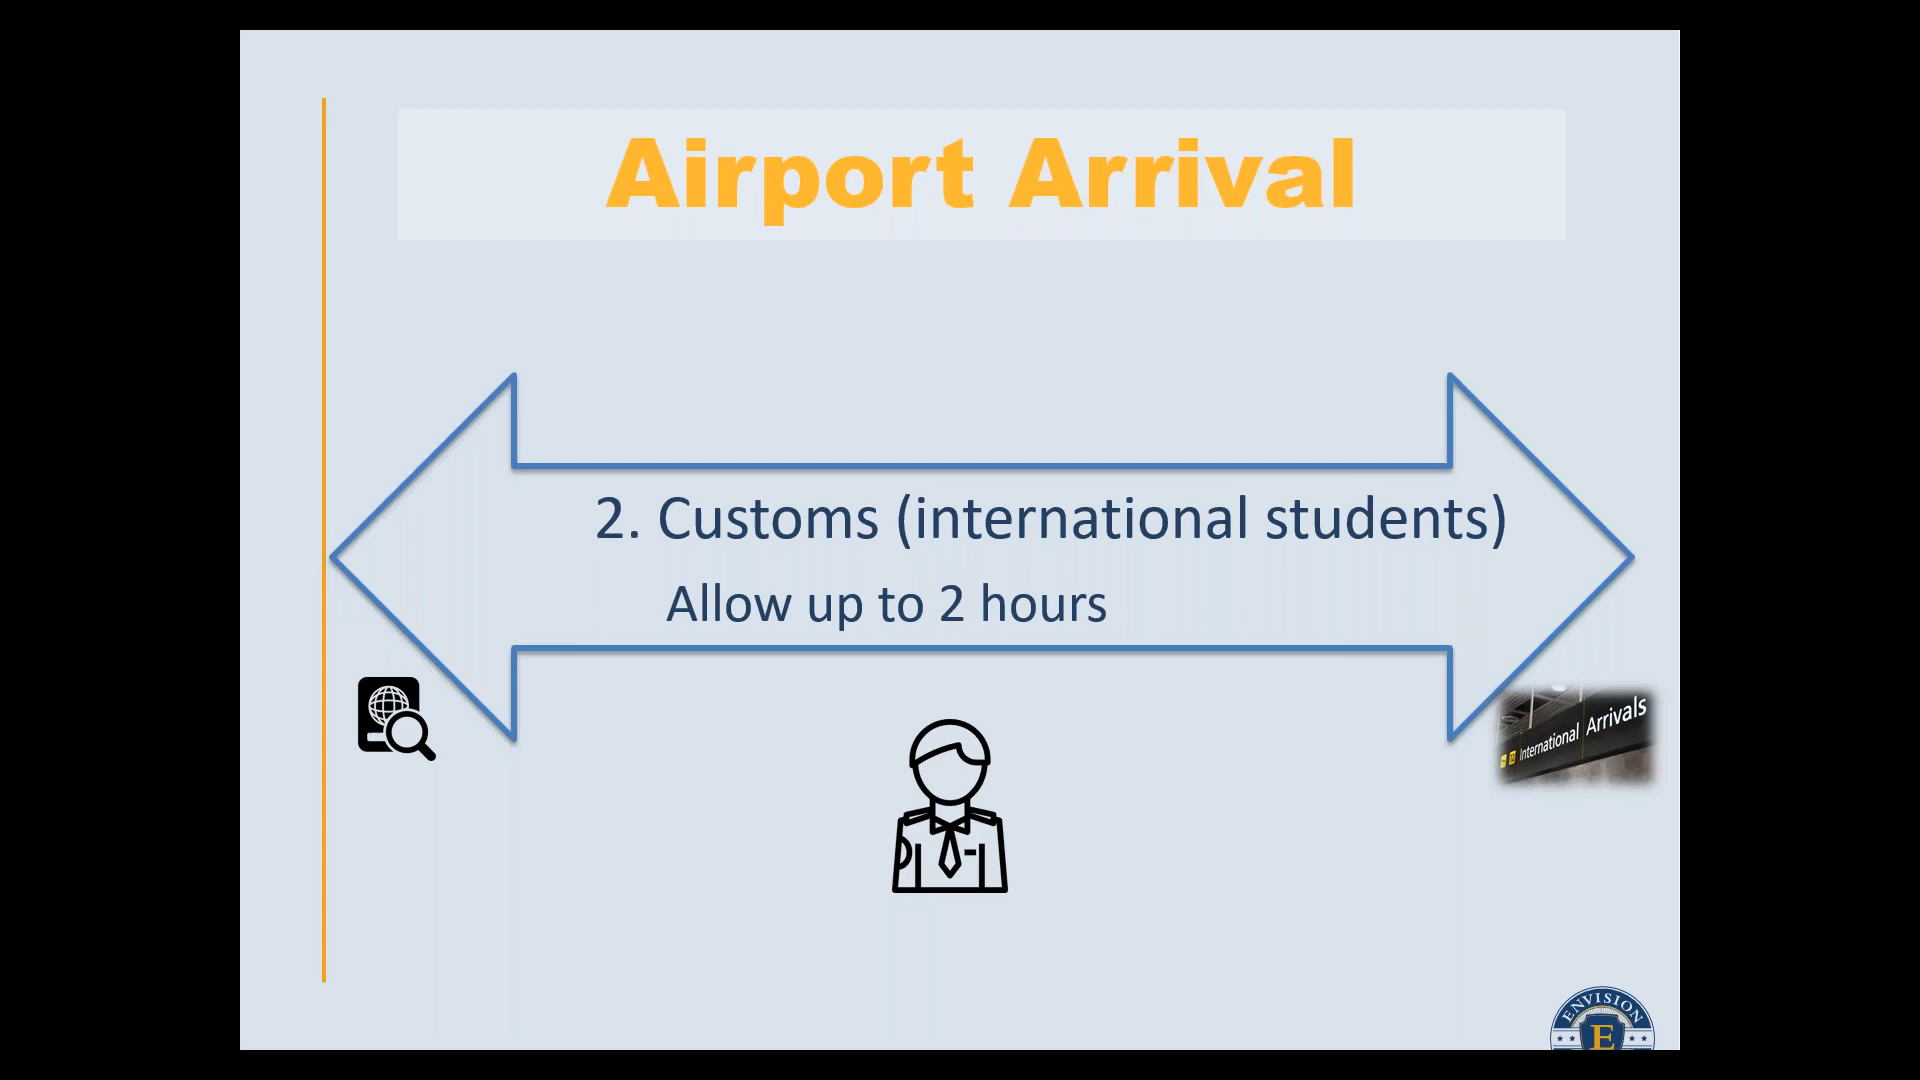 Airport Arrival
2. Customs (international students)
Allow up to 2 hours
International Arrivals
ENVISION
E